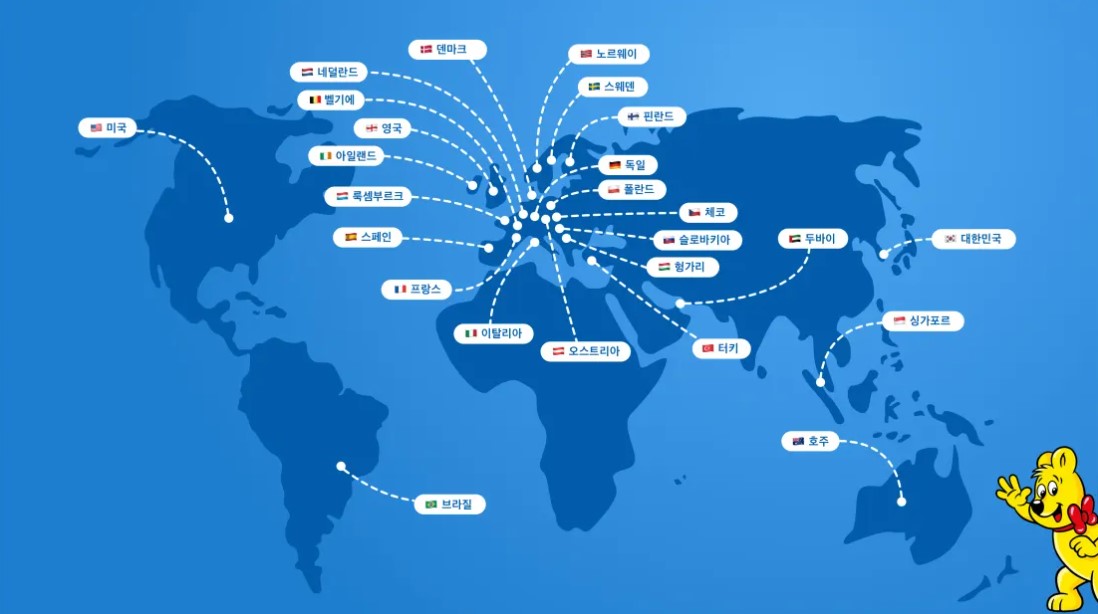 덴마크
노르웨이
네덜란드
스웨덴
벨기에
핀란드
미국
영국
아일랜드
독일
폴란드
룩셈부르크
체코
스페인
슬로바키아
두바이
대한민국
헝가리
프랑스
싱가포르
이탈리아
오스트리아
터키
호주
브라질